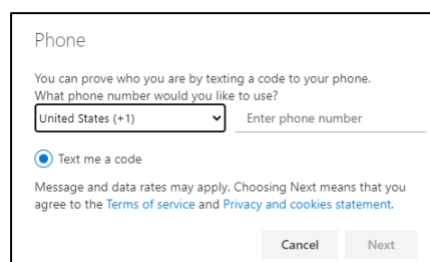 Phone
You can prove who you are by texting a code to your phone.
What phone number would you like to use?
United States (+1) Enter phone number
Text me a code
Message and data rates may apply. Choosing Next means that you
agree to the Terms of service and Privacy and cookies statement.
Cancel Next